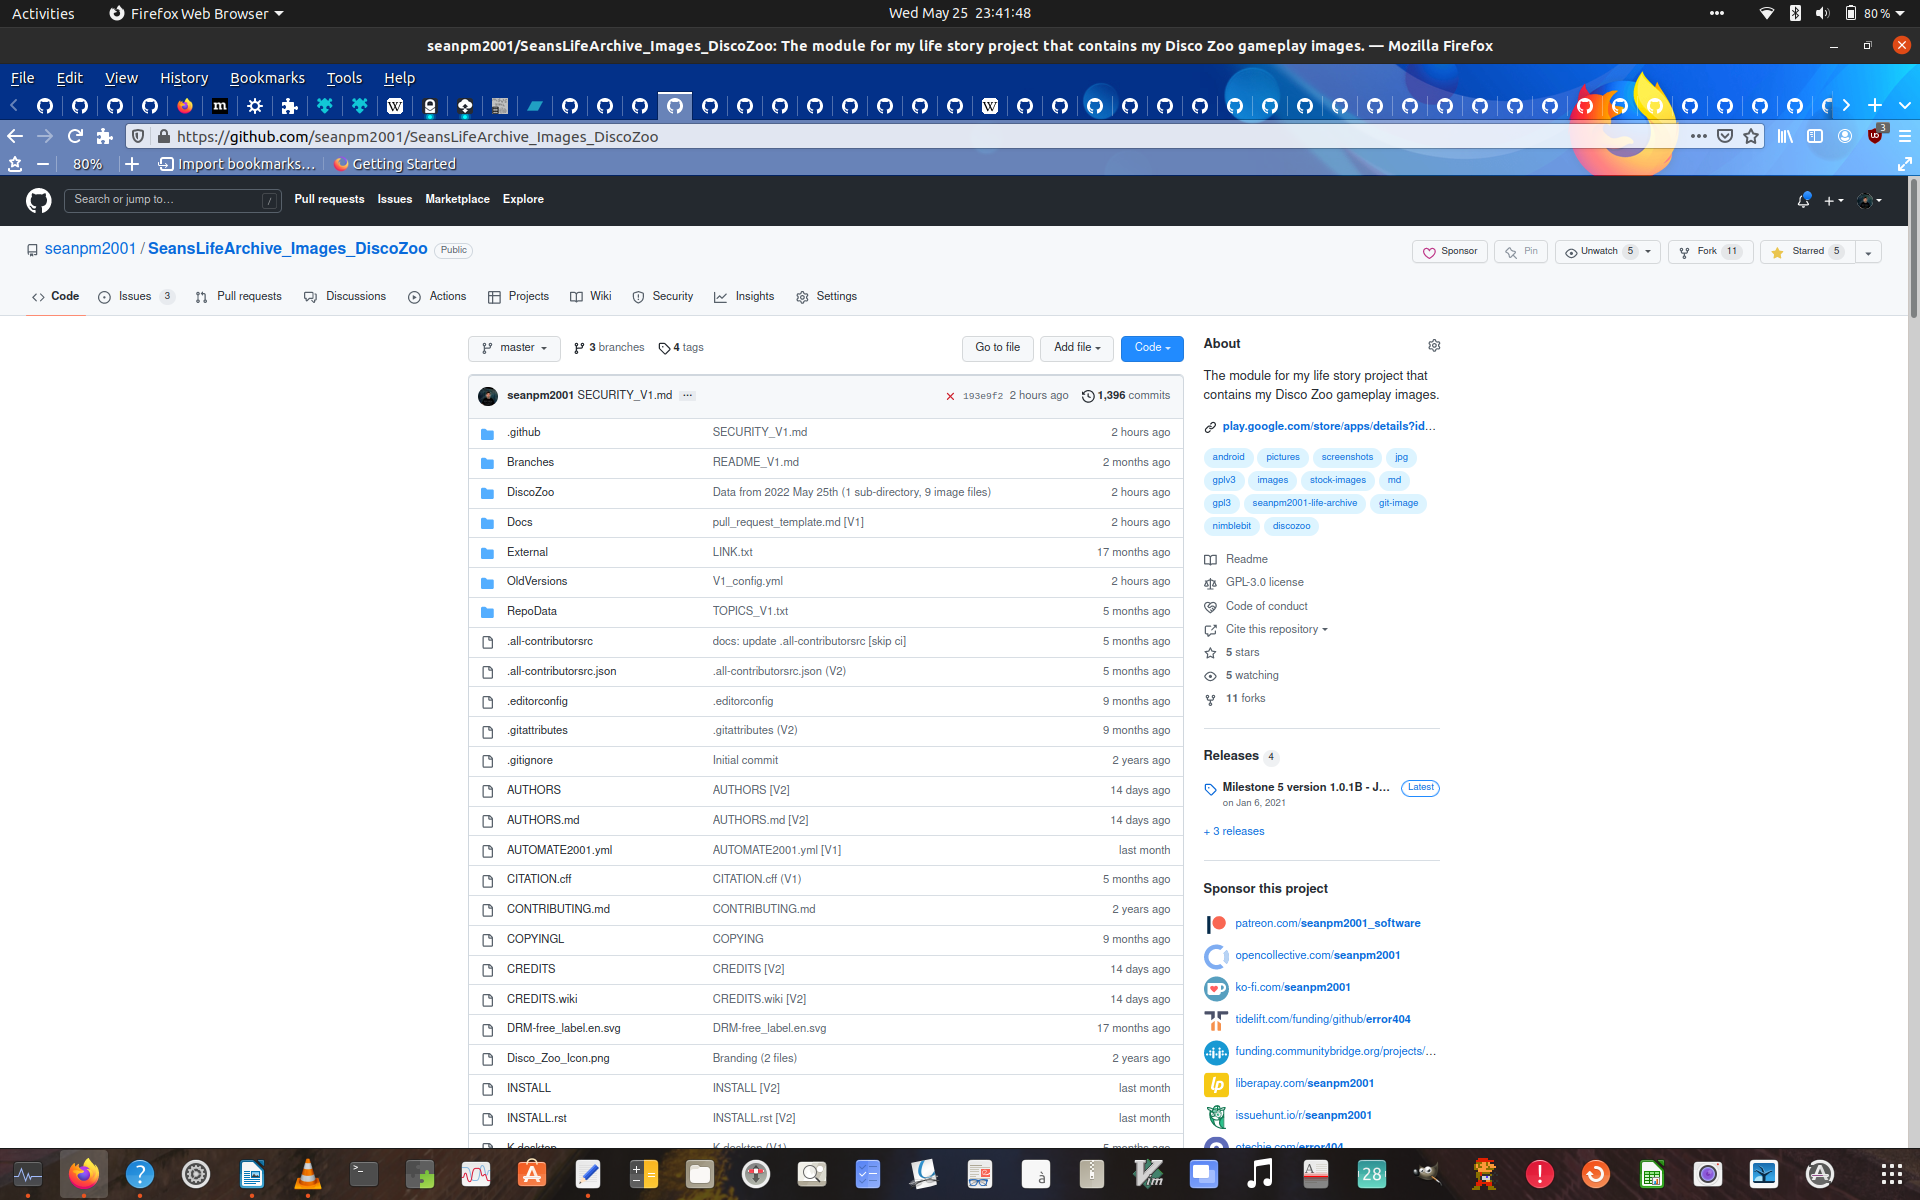 Activities Firefox Web Browser Wed May 25 23:41:48 80%
seanpm2001/SeansLifeArchive_Images_DiscoZoo: The module for my life story project that contains my Disco Zoo gameplay images. — Mozilla Firefox
File Edit View History Bookmarks Tools Help
https://github.com/seanpm2001/SeansLifeArchive_Images_DiscoZoo 3
80% Import bookmarks... Getting Started
Search or jump to... / Pull requests Issues Marketplace Explore
seanpm2001 / SeansLifeArchive_Images_DiscoZoo Public Sponsor Pin Unwatch 5 Fork 11 Starred 5
Code Issues 3 Pull requests Discussions Actions Projects Wiki Security Insights Settings
master 3 branches 4 tags Go to file Add file Code
seanpm2001 SECURITY_V1.md ... 193e9f2 2 hours ago 1,396 commits
.github SECURITY_V1.md 2 hours ago
Branches README_V1.md 2 months ago
DiscoZoo Data from 2022 May 25th (1 sub-directory, 9 image files) 2 hours ago
Docs pull_request_template.md [V1] 2 hours ago
External LINK.txt 17 months ago
OldVersions V1_config.yml 2 hours ago
RepoData TOPICS_V1.txt 5 months ago
.all-contributorsrc docs: update .all-contributorsrc [skip ci] 5 months ago
.all-contributorsrc.json .all-contributorsrc.json (V2) 5 months ago
.editorconfig .editorconfig 9 months ago
.gitattributes .gitattributes (V2) 9 months ago
.gitignore Initial commit 2 years ago
AUTHORS AUTHORS [V2] 14 days ago
AUTHORS.md AUTHORS.md [V2] 14 days ago
AUTOMATE2001.yml AUTOMATE2001.yml [V1] last month
CITATION.cff CITATION.cff (V1) 5 months ago
CONTRIBUTING.md CONTRIBUTING.md 2 years ago
COPYINGL COPYING 9 months ago
CREDITS CREDITS [V2] 14 days ago
CREDITS.wiki CREDITS.wiki [V2] 14 days ago
DRM-free_label.en.svg DRM-free_label.en.svg 17 months ago
Disco_Zoo_Icon.png Branding (2 files) 2 years ago
INSTALL INSTALL [V2] last month
INSTALL.rst INSTALL.rst [V2] last month
K.desktop K.desktop (V1) 5 months ago
About
The module for my life story project that
contains my Disco Zoo gameplay images.
play.google.com/store/apps/details?id...
android pictures screenshots jpg
gplv3 images stock-images md
gpl3 seanpm2001-life-archive git-image
nimblebit discozoo
Readme
GPL-3.0 license
Code of conduct
Cite this repository
5 stars
5 watching
11 forks
Releases 4
Milestone 5 version 1.0.1B - J... Latest
on Jan 6, 2021
+ 3 releases
Sponsor this project
patreon.com/seanpm2001_software
opencollective.com/seanpm2001
ko-fi.com/seanpm2001
tidelift.com/funding/github/error404
funding.communitybridge.org/projects/...
liberapay.com/seanpm2001
issuehunt.io/r/seanpm2001
otechie.com/error404
28